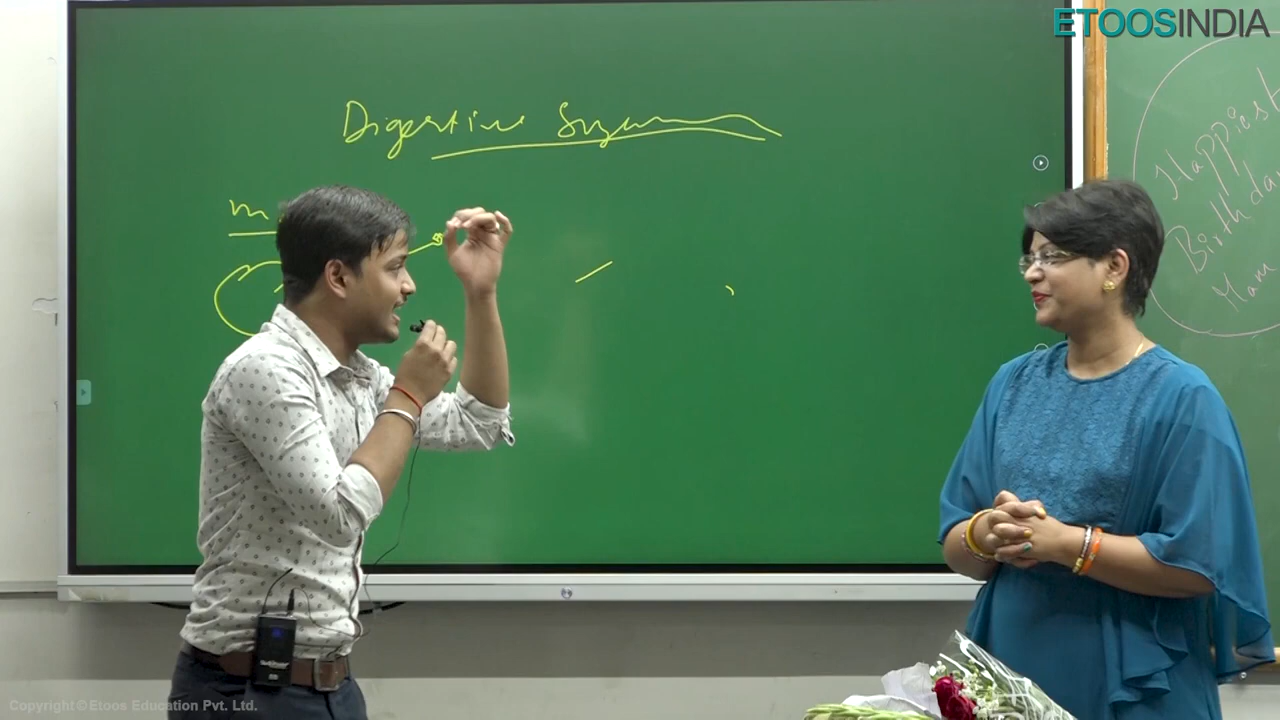 ETOOSINDIA
Digestive System
Happiest
Birthday
Mam
Copyright © Etoos Education Pvt. Ltd.